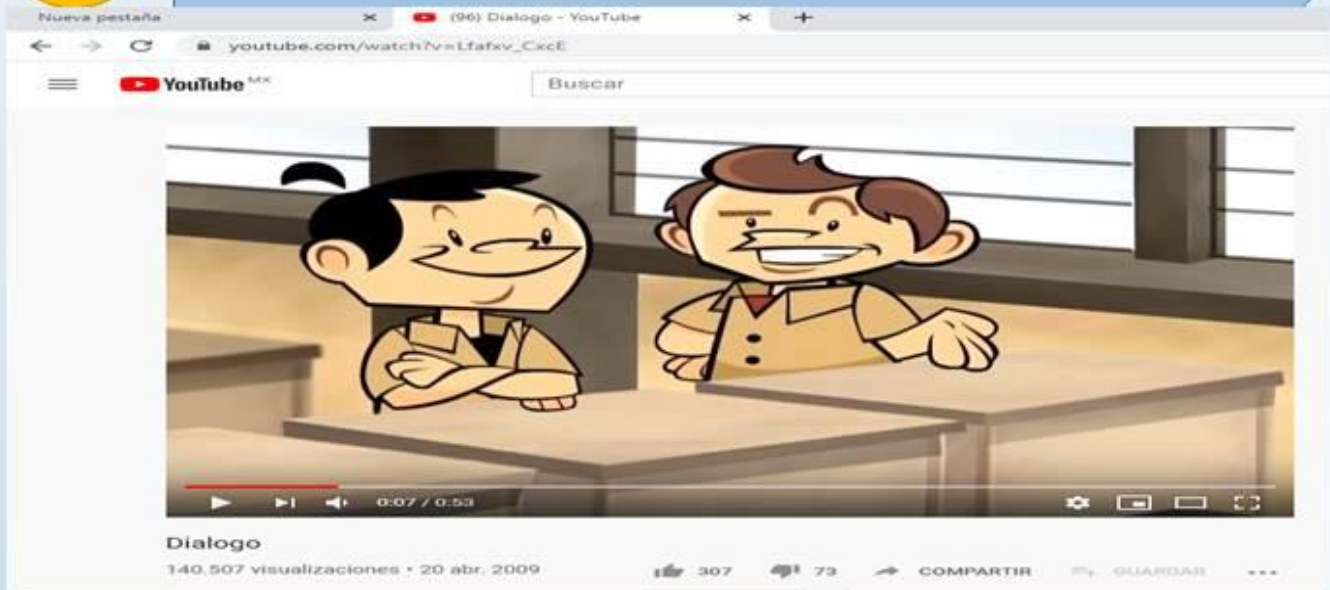 Nueva pestaña (96) Dialogo - YouTube
youtube.com/watch?v=Lfafxv_CxcE
YouTube MX Buscar
0:07 / 0:53
Dialogo
140.507 visualizaciones • 20 abr. 2009 307 73 COMPARTIR GUARDAR